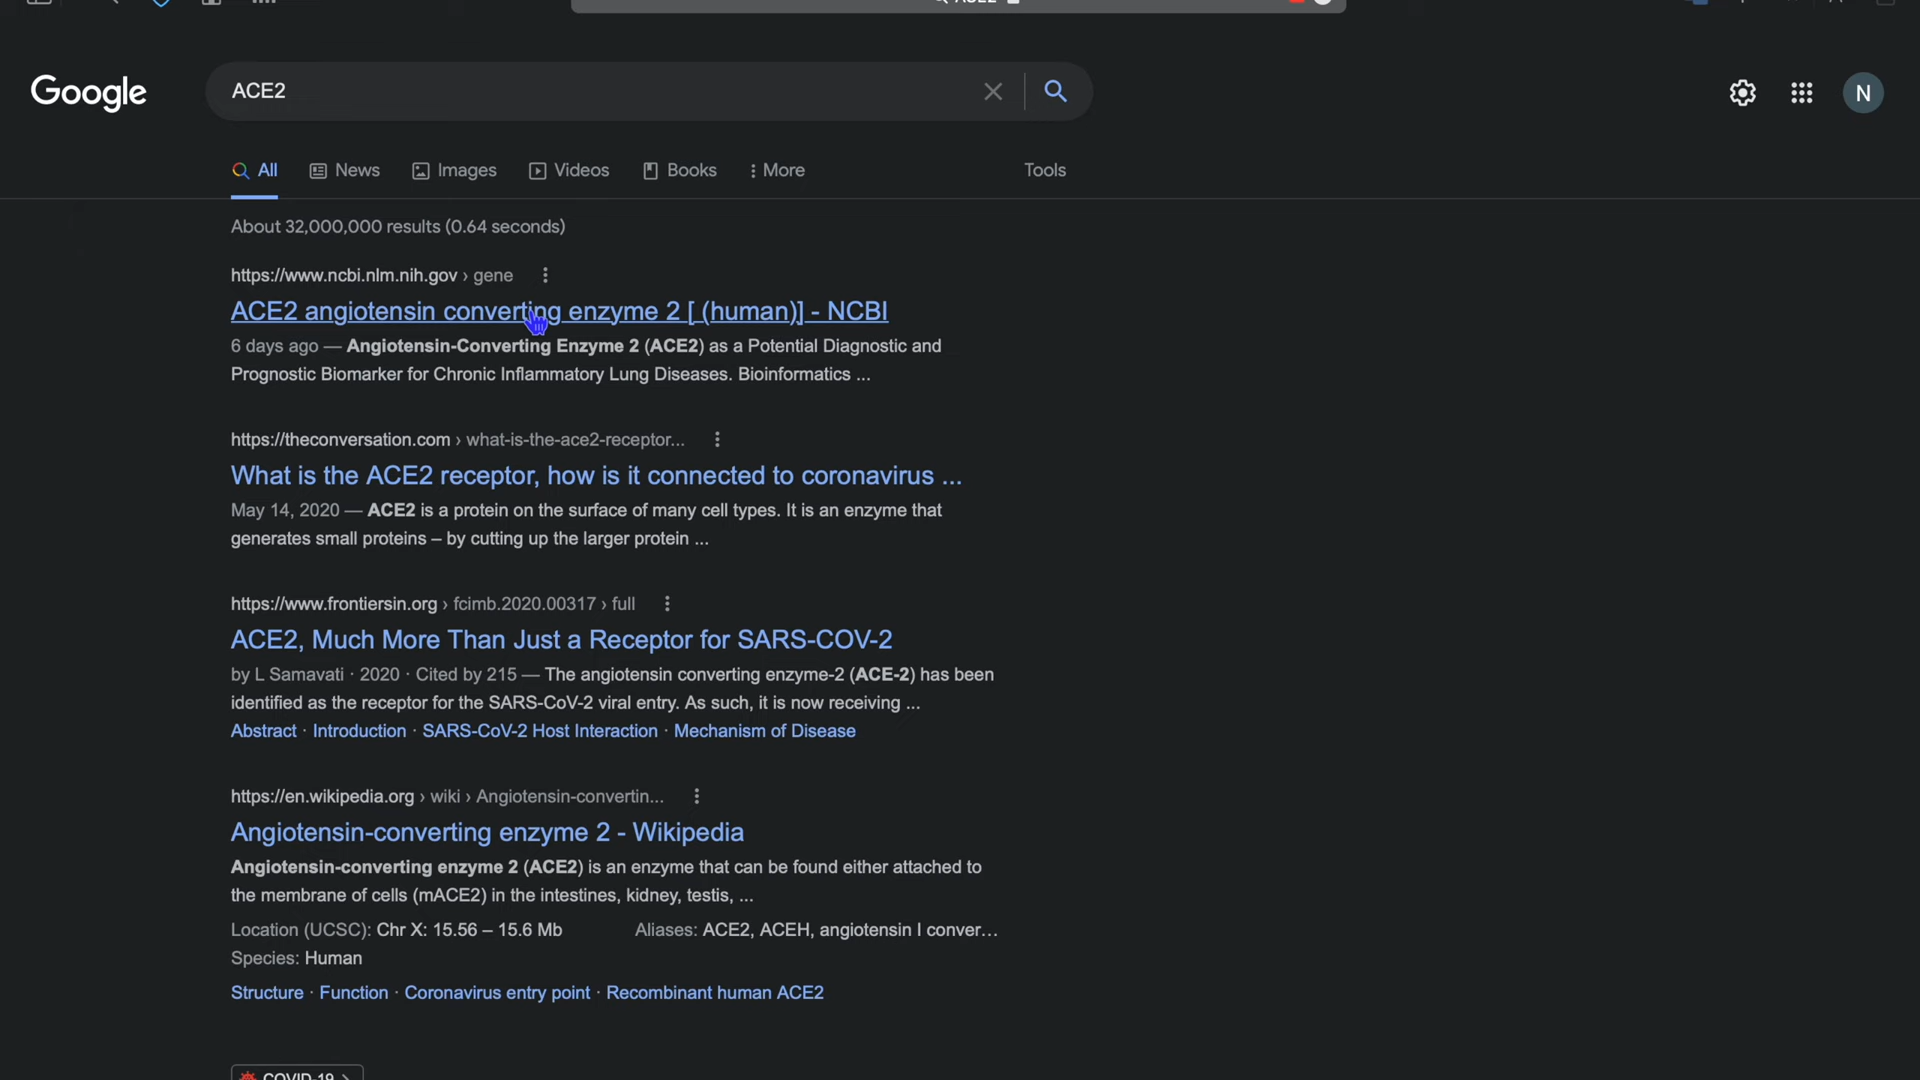 Google
ACE2
N
All
News
Images
Videos
Books
More
Tools
About 32,000,000 results (0.64 seconds)
https://www.ncbi.nlm.nih.gov › gene
ACE2 angiotensin converting enzyme 2 [ (human)] - NCBI
6 days ago — Angiotensin-Converting Enzyme 2 (ACE2) as a Potential Diagnostic and
Prognostic Biomarker for Chronic Inflammatory Lung Diseases. Bioinformatics ...
https://theconversation.com › what-is-the-ace2-receptor...
What is the ACE2 receptor, how is it connected to coronavirus ...
May 14, 2020 — ACE2 is a protein on the surface of many cell types. It is an enzyme that
generates small proteins – by cutting up the larger protein ...
https://www.frontiersin.org › fcimb.2020.00317 › full
ACE2, Much More Than Just a Receptor for SARS-COV-2
by L Samavati · 2020 · Cited by 215 — The angiotensin converting enzyme-2 (ACE-2) has been
identified as the receptor for the SARS-CoV-2 viral entry. As such, it is now receiving ...
Abstract · Introduction · SARS-CoV-2 Host Interaction · Mechanism of Disease
https://en.wikipedia.org › wiki › Angiotensin-convertin...
Angiotensin-converting enzyme 2 - Wikipedia
Angiotensin-converting enzyme 2 (ACE2) is an enzyme that can be found either attached to
the membrane of cells (mACE2) in the intestines, kidney, testis, ...
Location (UCSC): Chr X: 15.56 – 15.6 Mb Aliases: ACE2, ACEH, angiotensin I conver...
Species: Human
Structure · Function · Coronavirus entry point · Recombinant human ACE2
COVID-19